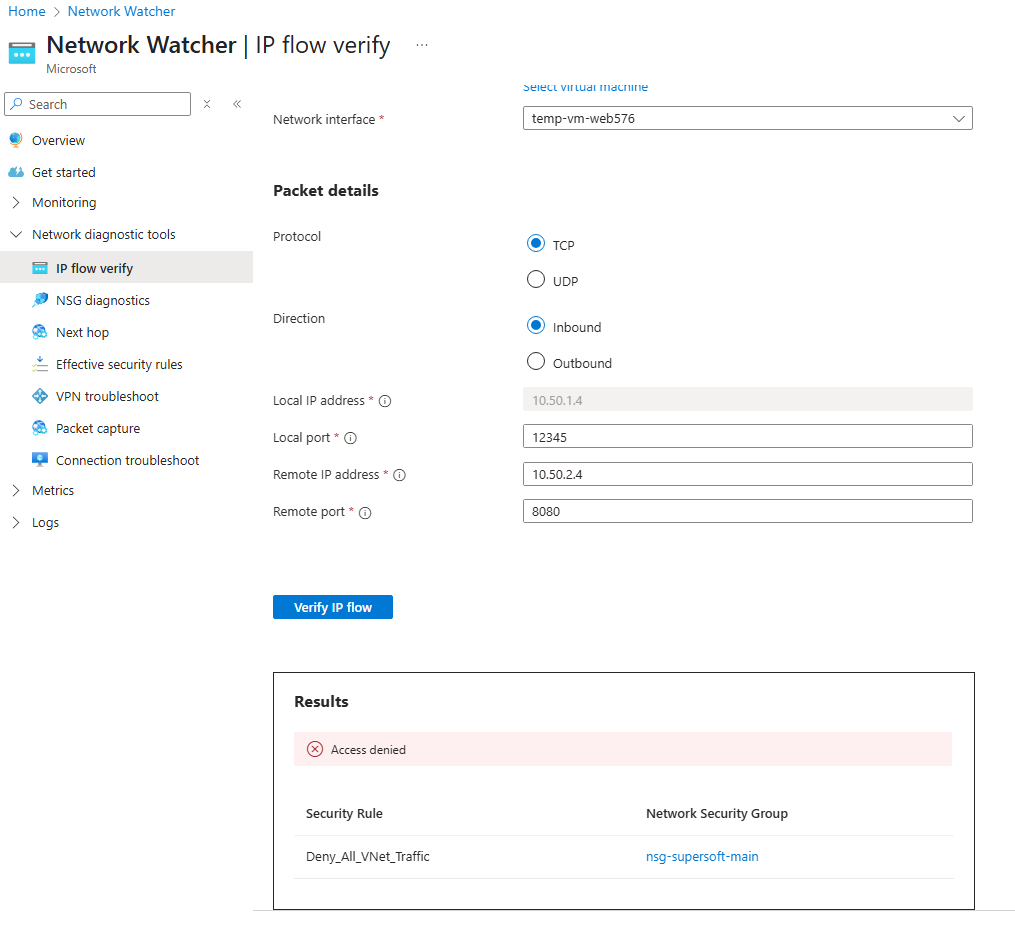 Home > Network Watcher
Network Watcher | IP flow verify ...
Microsoft
Search
Overview
Get started
Monitoring
Network diagnostic tools
IP flow verify
NSG diagnostics
Next hop
Effective security rules
VPN troubleshoot
Packet capture
Connection troubleshoot
Metrics
Logs
Select virtual machine
Network interface * temp-vm-web576
Packet details
Protocol
TCP
UDP
Direction
Inbound
Outbound
Local IP address * 10.50.1.4
Local port * 12345
Remote IP address * 10.50.2.4
Remote port * 8080
Verify IP flow
Results
Access denied
Security Rule Network Security Group
Deny_All_VNet_Traffic nsg-supersoft-main